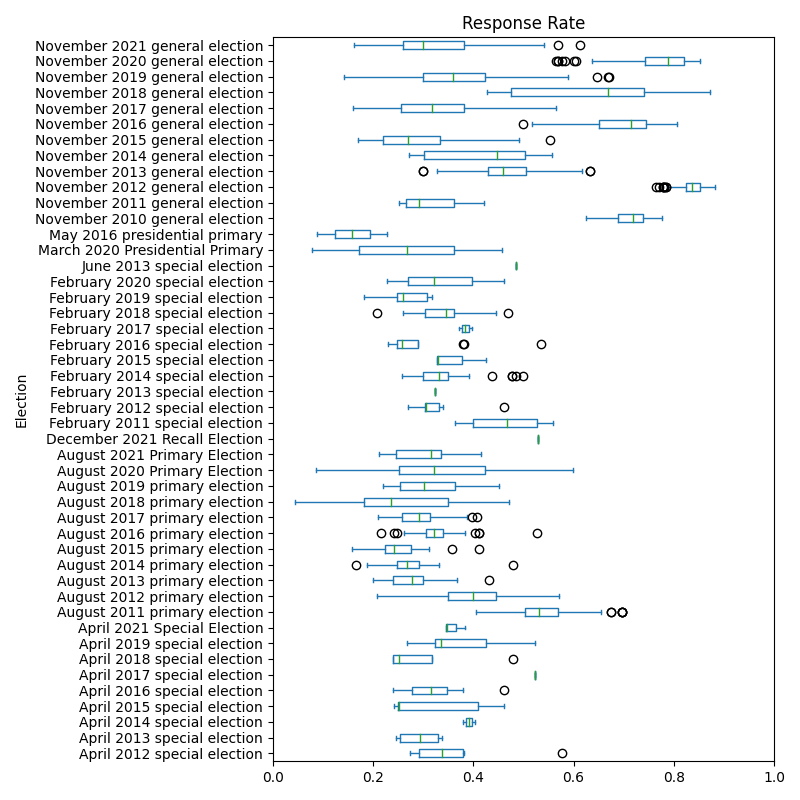 Response Rate
November 2021 general election
November 2020 general election
November 2019 general election
November 2018 general election
November 2017 general election
November 2016 general election
November 2015 general election
November 2014 general election
November 2013 general election
November 2012 general election
November 2011 general election
November 2010 general election
May 2016 presidential primary
March 2020 Presidential Primary
June 2013 special election
February 2020 special election
February 2019 special election
February 2018 special election
February 2017 special election
February 2016 special election
February 2015 special election
February 2014 special election
February 2013 special election
February 2012 special election
February 2011 special election
December 2021 Recall Election
August 2021 Primary Election
August 2020 Primary Election
August 2019 primary election
August 2018 primary election
August 2017 primary election
August 2016 primary election
August 2015 primary election
August 2014 primary election
August 2013 primary election
August 2012 primary election
August 2011 primary election
April 2021 Special Election
April 2019 special election
April 2018 special election
April 2017 special election
April 2016 special election
April 2015 special election
April 2014 special election
April 2013 special election
April 2012 special election
Election
0.0 0.2 0.4 0.6 0.8 1.0